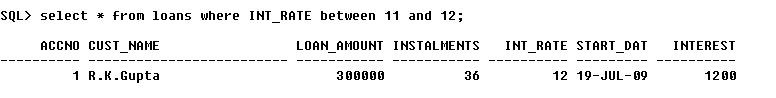 SQL> select * from loans where INT_RATE between 11 and 12;
ACCNO CUST_NAME LOAN_AMOUNT INSTALMENTS INT_RATE START_DAT INTEREST
---------- ------------------------------ ----------- ----------- ---------- --------- ----------
1 R.K.Gupta 300000 36 12 19-JUL-09 1200